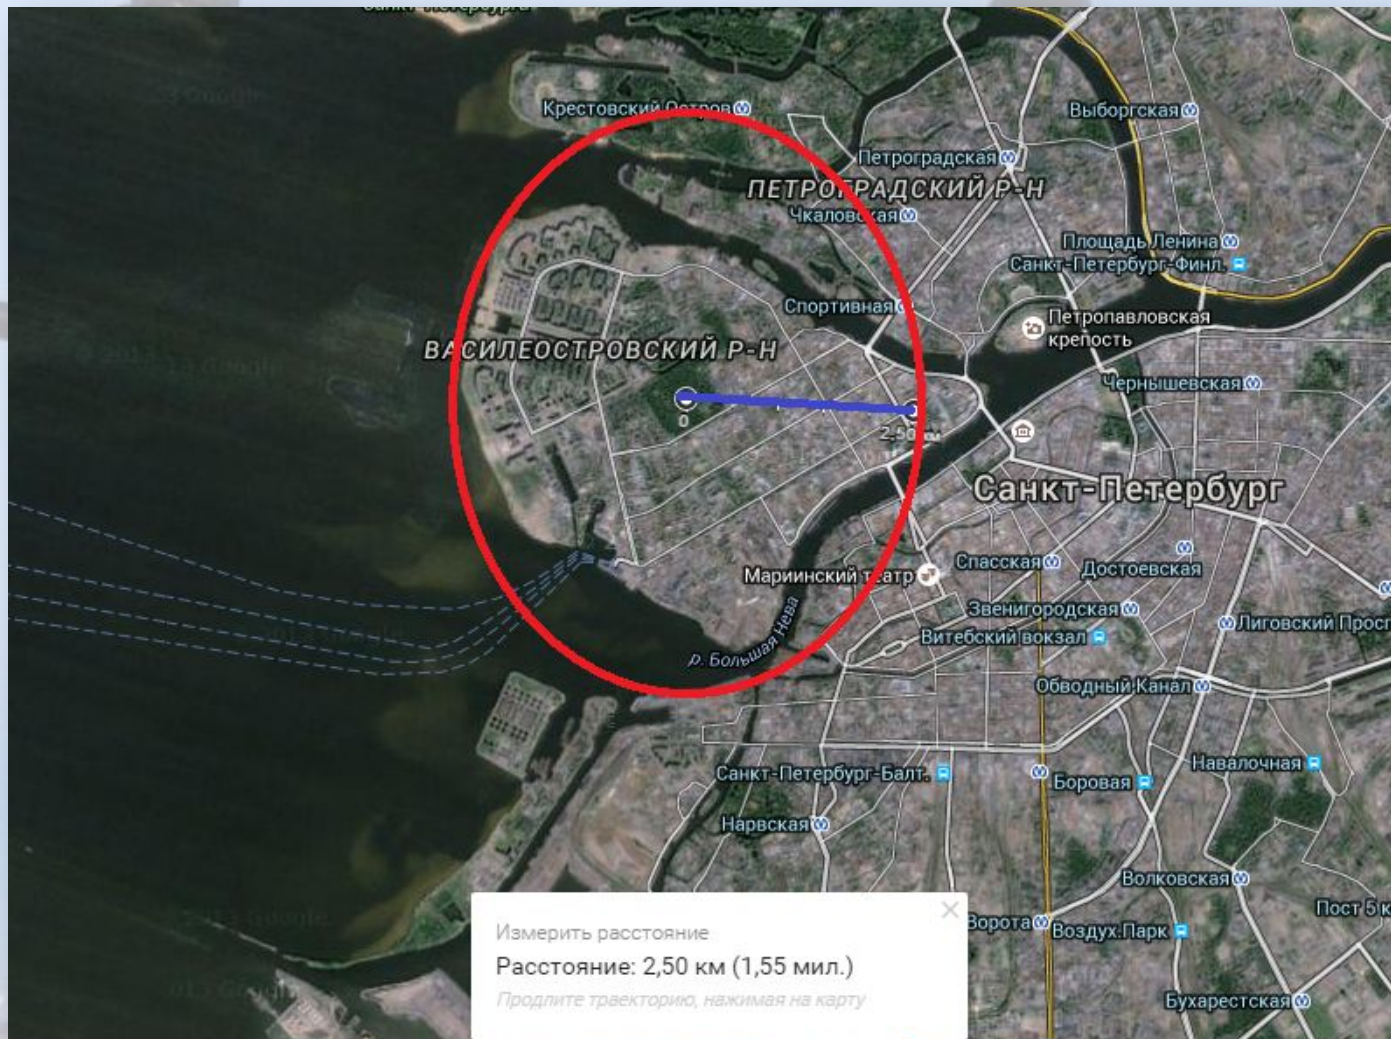 Крестовский Остров
Выборгская
Петроградская
ПЕТРОГРАДСКИЙ Р-Н
Чкаловская
Площадь Ленина
Санкт-Петербург-Финл.
Спортивная
Петропавловская
крепость
ВАСИЛЕОСТРОВСКИЙ Р-Н
Чернышевская
0
2,50 км
Санкт-Петербург
Мариинский театр
Спасская
Достоевская
Звенигородская
Лиговский Просп
Витебский вокзал
р. Большая Нева
Обводный Канал
Навалочная
Санкт-Петербург-Балт.
Боровая
Нарвская
Волковская
Пост 5 к
Ворота
Воздух.Парк
Измерить расстояние
Расстояние: 2,50 км (1,55 мил.)
Продлите траекторию, нажимая на карту
Бухарестская